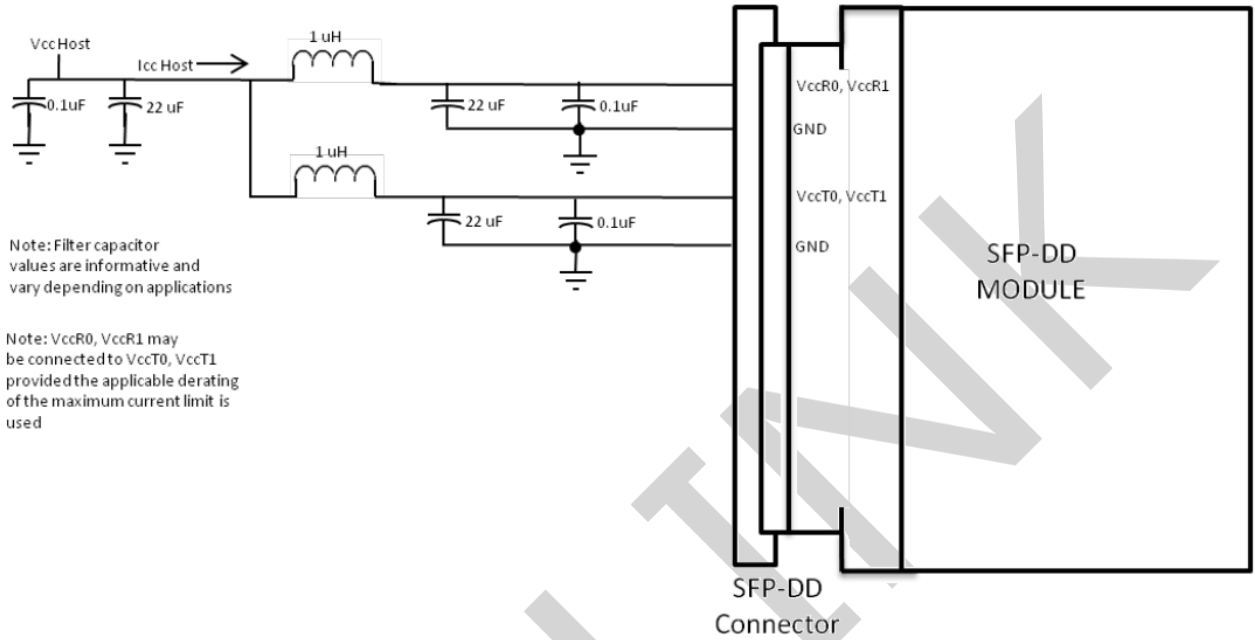 Vcc Host
Icc Host
1 uH
0.1uF
22 uF
22 uF
0.1uF
VccR0, VccR1
GND
1 uH
VccT0, VccT1
22 uF
0.1uF
GND
Note: Filter capacitor
values are informative and
vary depending on applications
Note: VccR0, VccR1 may
be connected to VccT0, VccT1
provided the applicable derating
of the maximum current limit is
used
SFP-DD
MODULE
SFP-DD
Connector